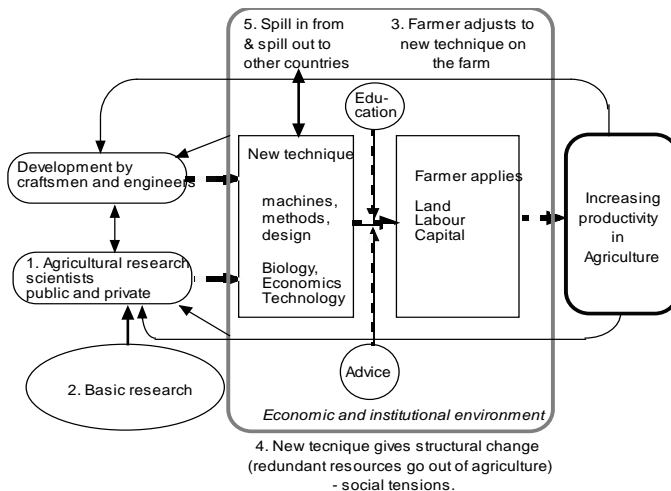 5. Spill in from
& spill out to
other countries
3. Farmer adjusts to
new technique on
the farm
Edu-
cation
Development by
craftsmen and engineers
New technique
machines,
methods,
design
Biology,
Economics
Technology
Farmer applies
Land
Labour
Capital
Increasing
productivity
in
Agriculture
1. Agricultural research
scientists
public and private
2. Basic research
Advice
Economic and institutional environment
4. New tecnique gives structural change
(redundant resources go out of agriculture)
- social tensions.